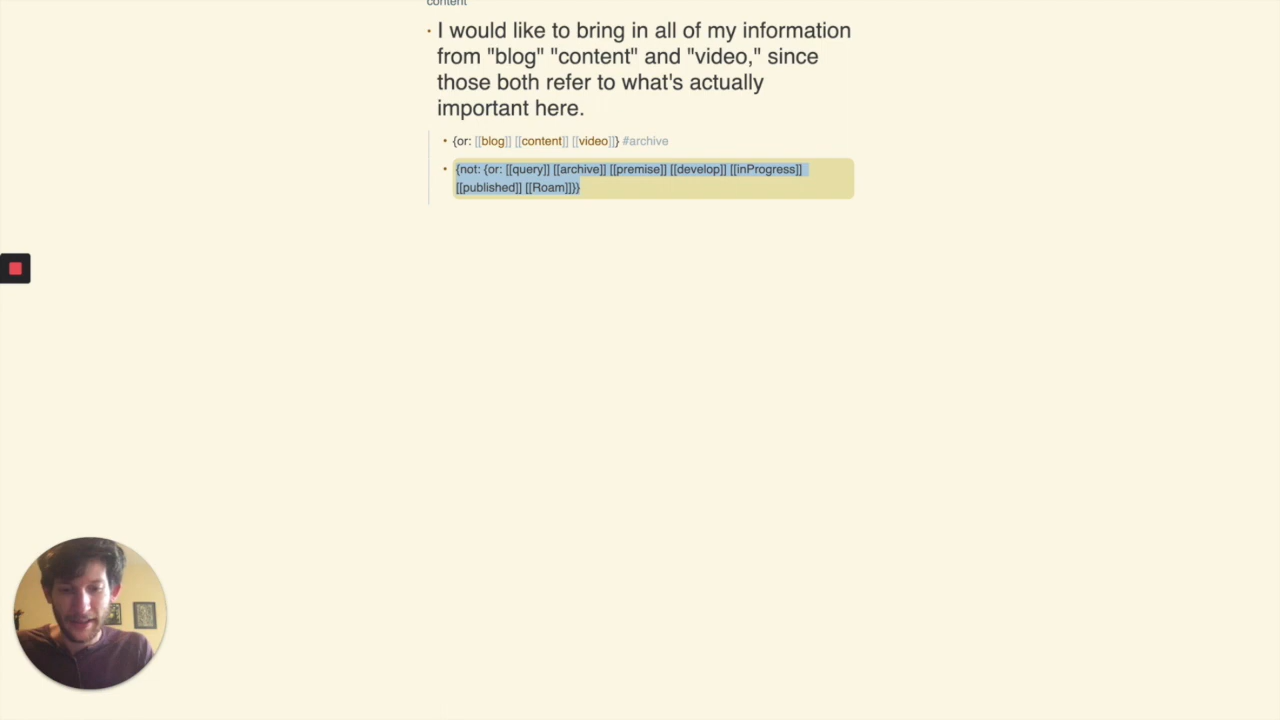 content
I would like to bring in all of my information
from "blog" "content" and "video," since
those both refer to what's actually
important here.
{or: [[blog]] [[content]] [[video]]} #archive
{not: {or: [[query]] [[archive]] [[premise]] [[develop]] [[inProgress]]
[[published]] [[Roam]]}}